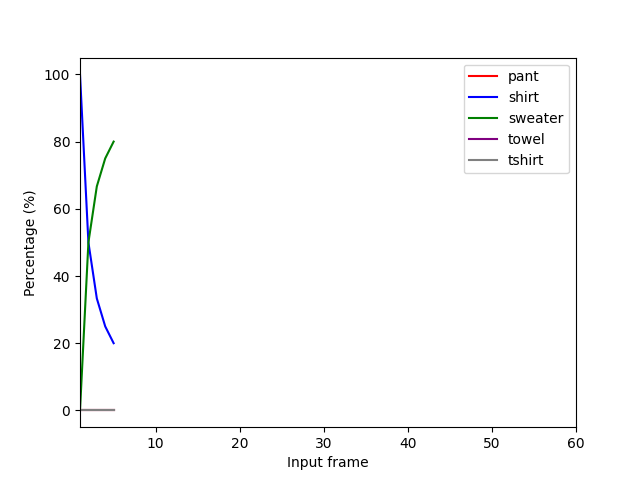 100
80
60
40
20
0
Percentage (%)
pant
shirt
sweater
towel
tshirt
10 20 30 40 50 60
Input frame